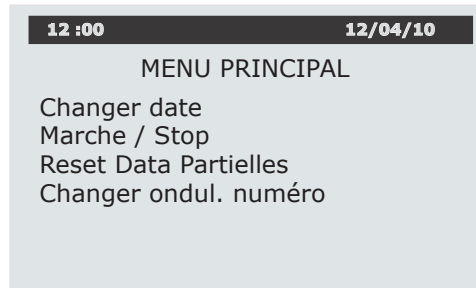 12 :00 12/04/10
MENU PRINCIPAL
Changer date
Marche / Stop
Reset Data Partielles
Changer ondul. numéro